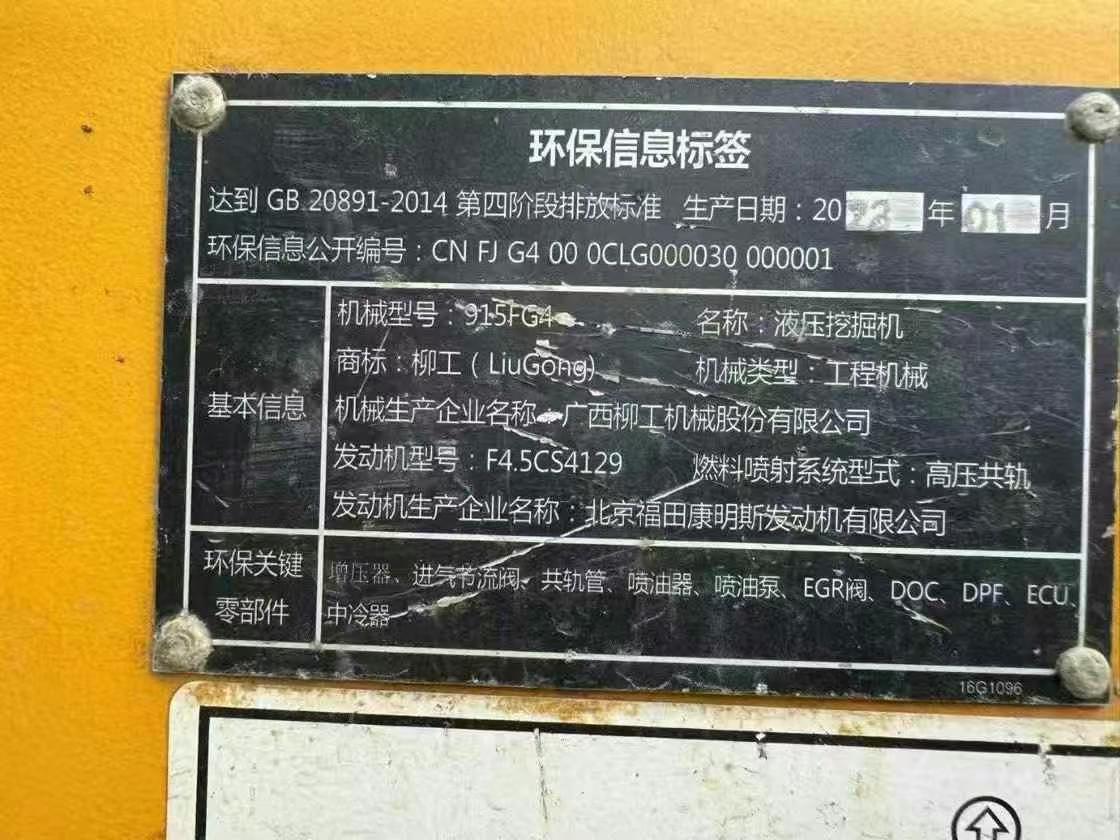 环保信息标签
达到 GB 20891-2014 第四阶段排放标准 生产日期：2023 年 01 月
环保信息公开编号：CN FJ G4 00 0CLG000030 000001
基本信息
机械型号：915FG4 名称：液压挖掘机
商标：柳工（LiuGong） 机械类型：工程机械
机械生产企业名称：广西柳工机械股份有限公司
发动机型号：F4.5CS4129 燃料喷射系统型式：高压共轨
发动机生产企业名称：北京福田康明斯发动机有限公司
环保关键
零部件
增压器、进气节流阀、共轨管、喷油器、喷油泵、EGR阀、DOC、DPF、ECU、
中冷器
16G1096